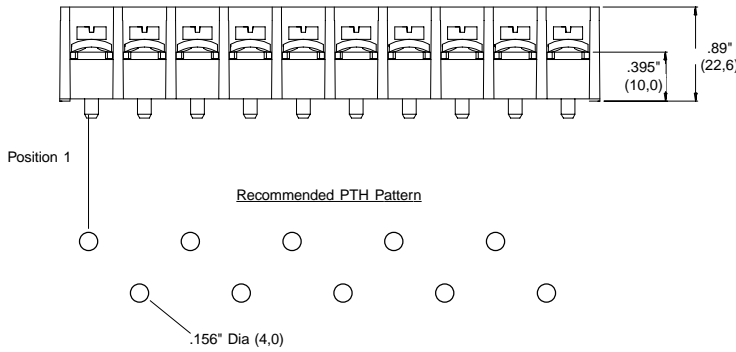 .89"
(22,6)
.395"
(10,0)
Position 1
Recommended PTH Pattern
.156" Dia (4,0)